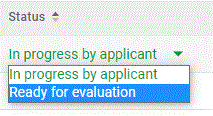 Status
In progress by applicant
In progress by applicant
Ready for evaluation